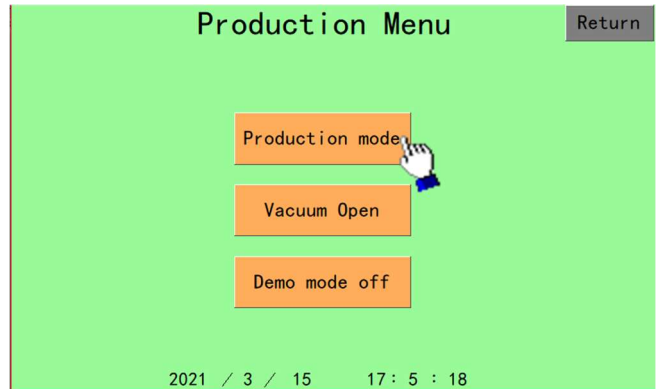 Production Menu
Return
Production mode
Vacuum Open
Demo mode off
2021 / 3 / 15 17: 5 : 18